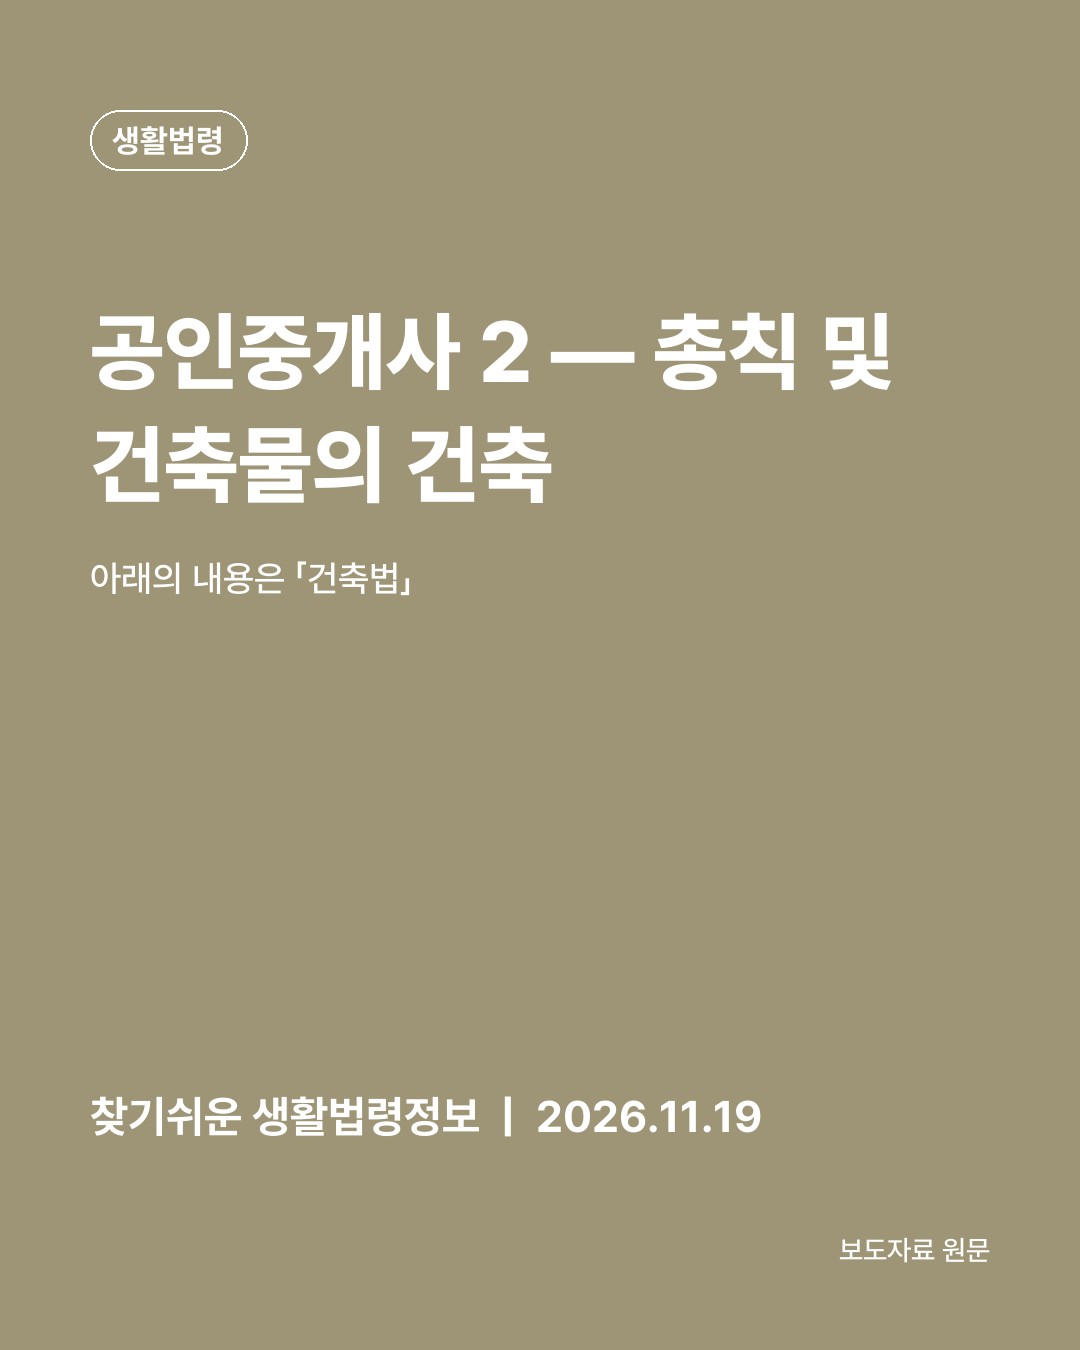 생활법령
공인중개사 2 — 총칙 및
건축물의 건축
아래의 내용은 「건축법」
찾기쉬운 생활법령정보 | 2026.11.19
보도자료 원문